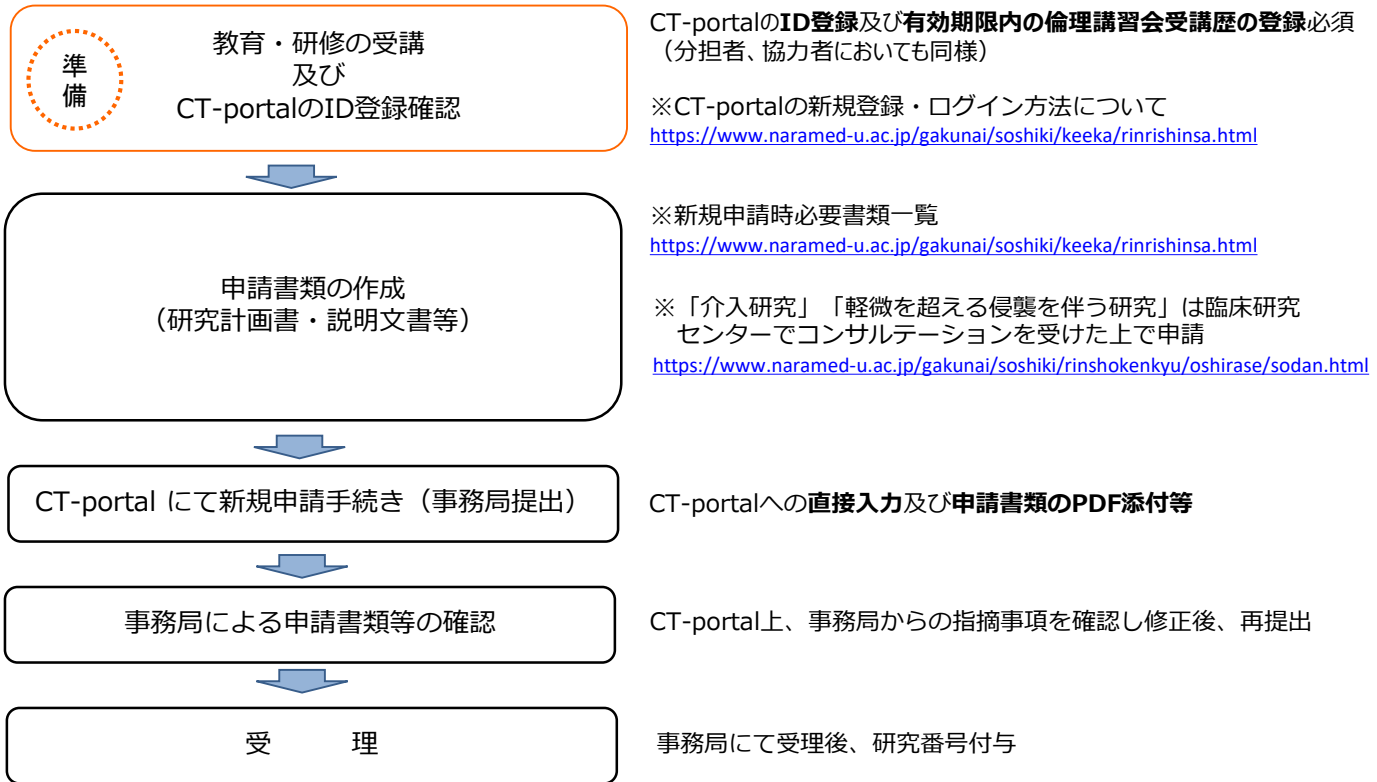 準
備
教育・研修の受講
及び
CT-portalのID登録確認
CT-portalのID登録及び有効期限内の倫理講習会受講歴の登録必須
（分担者、協力者においても同様）
※CT-portalの新規登録・ログイン方法について
https://www.naramed-u.ac.jp/gakunai/soshiki/keeka/rinrishinsa.html
申請書類の作成
（研究計画書・説明文書等）
※新規申請時必要書類一覧
https://www.naramed-u.ac.jp/gakunai/soshiki/keeka/rinrishinsa.html
※「介入研究」「軽微を超える侵襲を伴う研究」は臨床研究
センターでコンサルテーションを受けた上で申請
https://www.naramed-u.ac.jp/gakunai/soshiki/rinshokenkyu/oshirase/sodan.html
CT-portal にて新規申請手続き（事務局提出）
CT-portalへの直接入力及び申請書類のPDF添付等
事務局による申請書類等の確認
CT-portal上、事務局からの指摘事項を確認し修正後、再提出
受　　　理
事務局にて受理後、研究番号付与